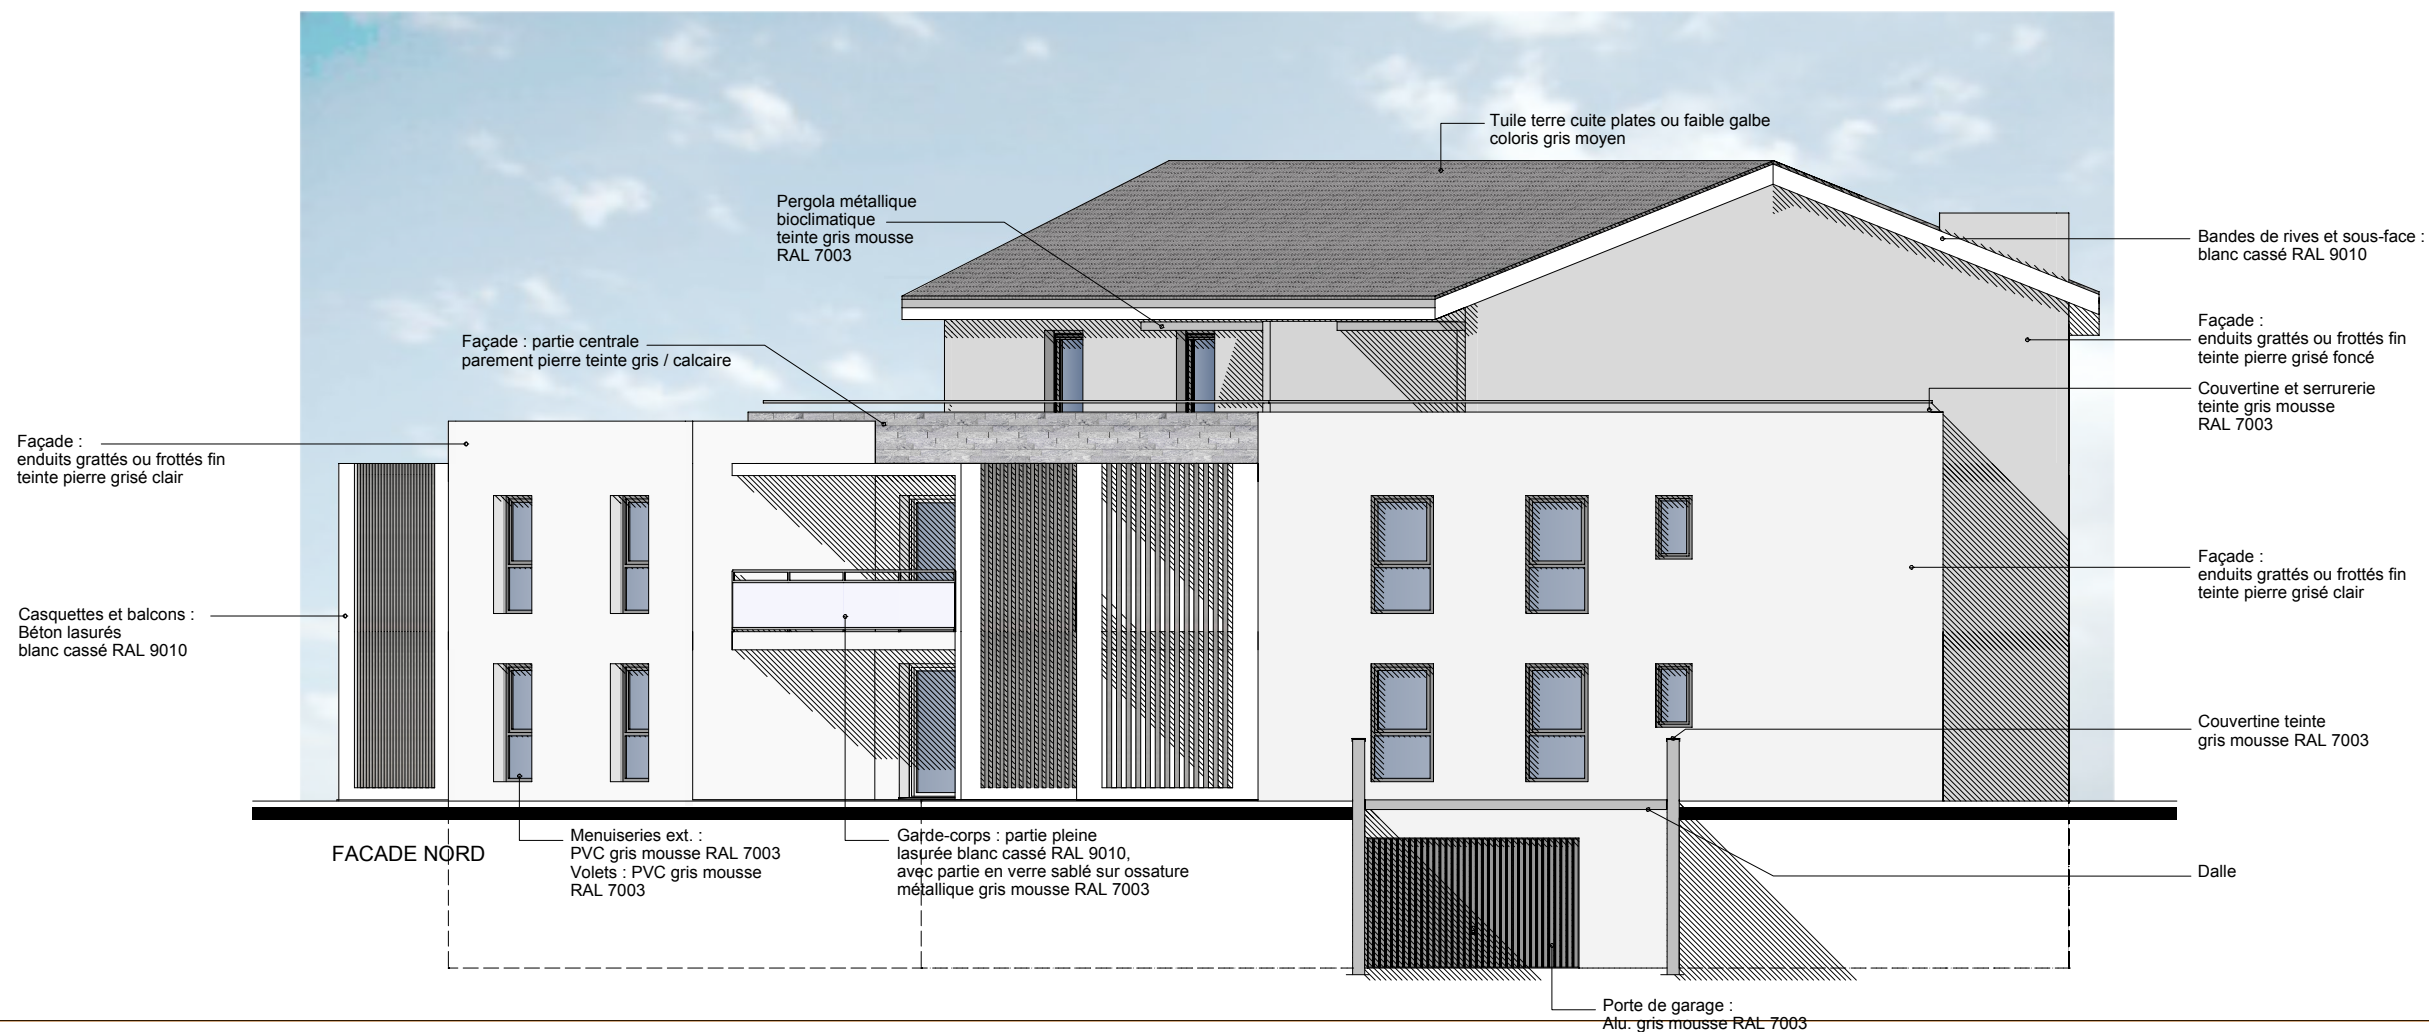 Tuile terre cuite plates ou faible galbe
coloris gris moyen
Pergola métallique
bioclimatique
teinte gris mousse
RAL 7003
Bandes de rives et sous-face :
blanc cassé RAL 9010
Façade : partie centrale
parement pierre teinte gris / calcaire
Façade :
enduits grattés ou frottés fin
teinte pierre grisé foncé
Couvertine et serrurerie
teinte gris mousse
RAL 7003
Façade :
enduits grattés ou frottés fin
teinte pierre grisé clair
Façade :
enduits grattés ou frottés fin
teinte pierre grisé clair
Casquettes et balcons :
Béton lasurés
blanc cassé RAL 9010
Couvertine teinte
gris mousse RAL 7003
FACADE NORD
Menuiseries ext. :
PVC gris mousse RAL 7003
Volets : PVC gris mousse
RAL 7003
Garde-corps : partie pleine
lasurée blanc cassé RAL 9010,
avec partie en verre sablé sur ossature
métallique gris mousse RAL 7003
Dalle
Porte de garage :
Alu. gris mousse RAL 7003